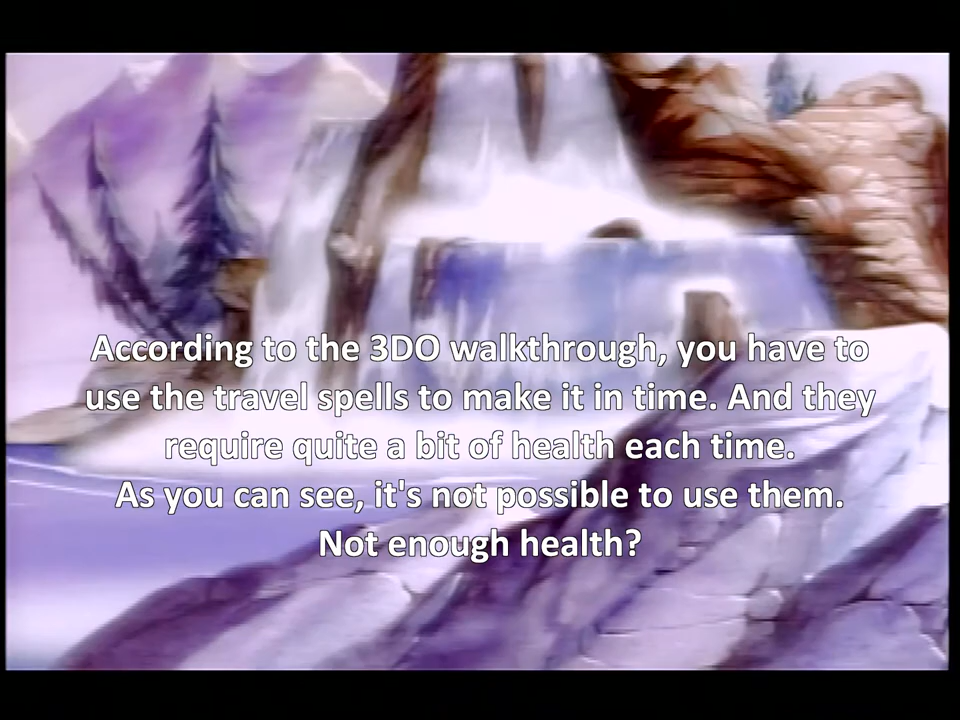 According to the 3DO walkthrough, you have to
use the travel spells to make it in time. And they
require quite a bit of health each time.
As you can see, it's not possible to use them.
Not enough health?